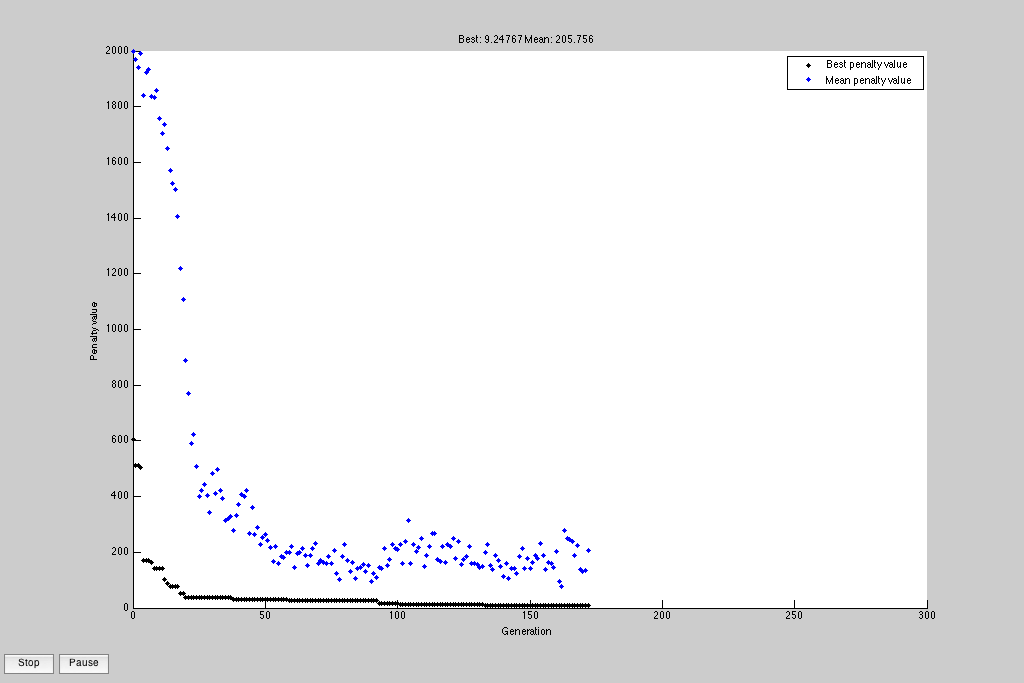 Best: 9.24767 Mean: 205.756
Best penalty value
Mean penalty value
2000
1800
1600
1400
1200
1000
800
600
400
200
0
Penalty value
0 50 100 150 200 250 300
Generation
Stop Pause